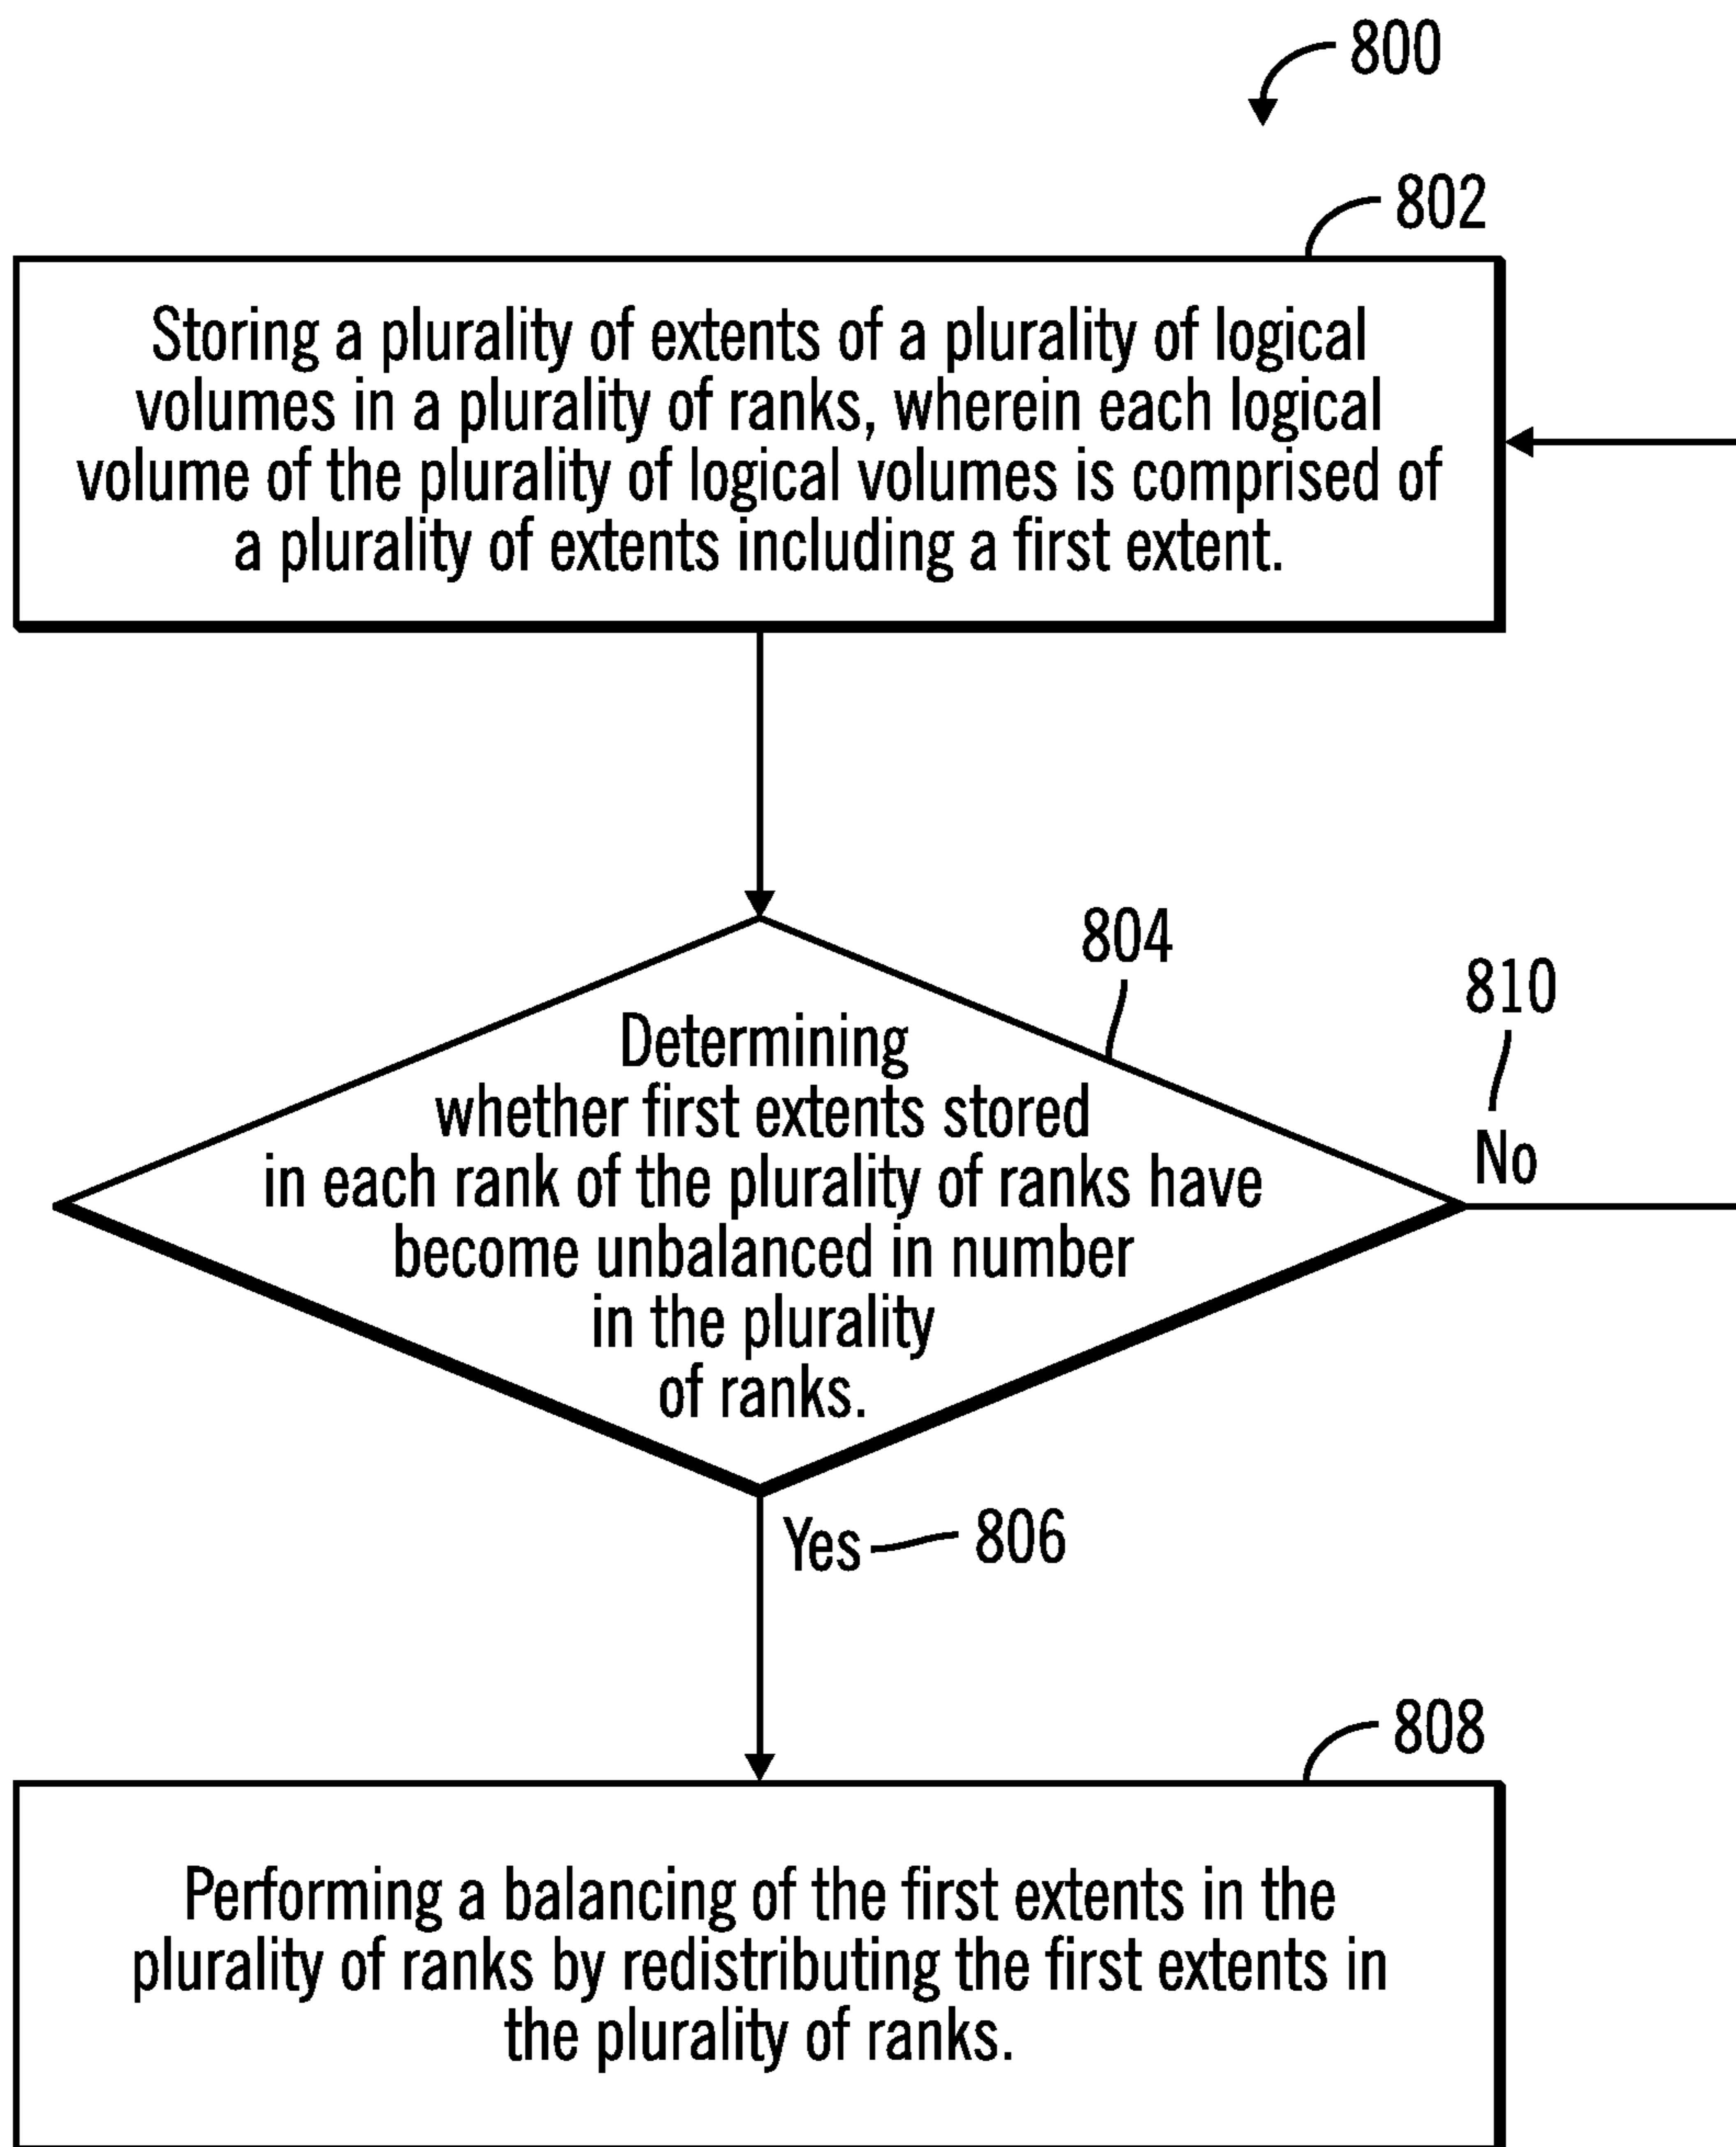 800
802
Storing a plurality of extents of a plurality of logical
volumes in a plurality of ranks, wherein each logical
volume of the plurality of logical volumes is comprised of
a plurality of extents including a first extent.
804
810
Determining
whether first extents stored
in each rank of the plurality of ranks have
become unbalanced in number
in the plurality
of ranks.
No
Yes
806
808
Performing a balancing of the first extents in the
plurality of ranks by redistributing the first extents in
the plurality of ranks.